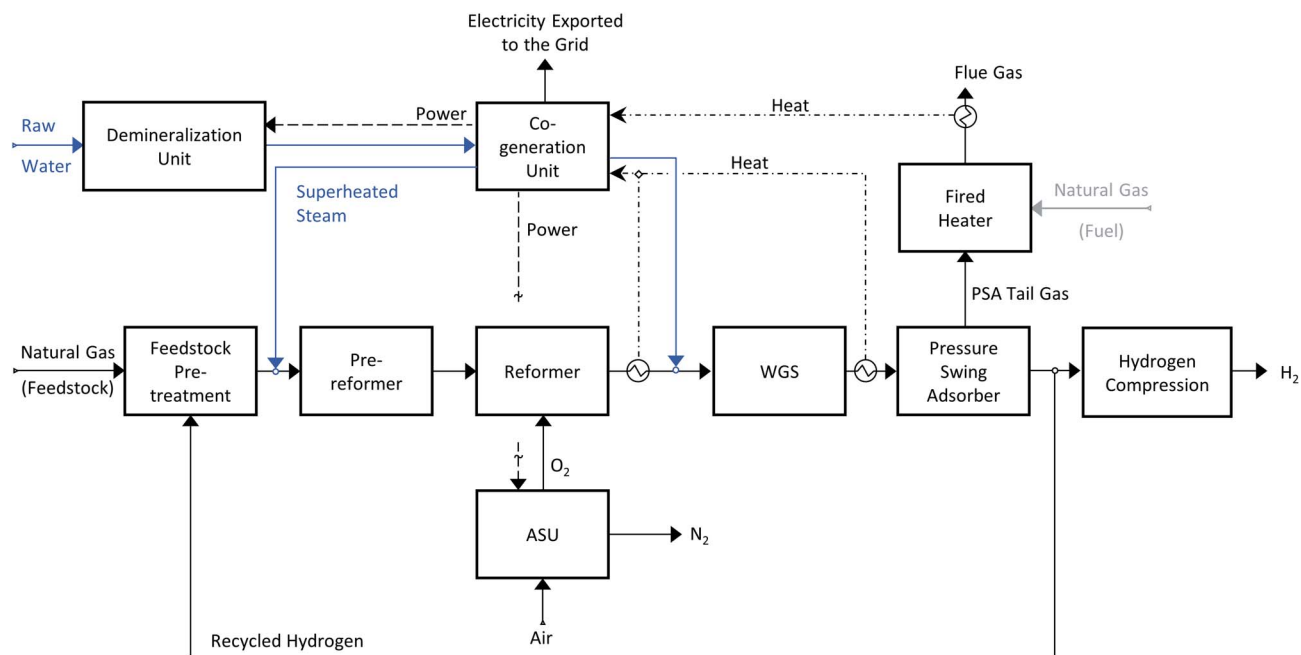 Electricity Exported
to the Grid
Flue Gas
Heat
Power
Raw
Water
Demineralization
Unit
Co-
generation
Unit
Heat
Superheated
Steam
Power
Fired
Heater
Natural Gas
(Fuel)
PSA Tail Gas
Natural Gas
(Feedstock)
Feedstock
Pre-
treatment
Pre-
reformer
Reformer
WGS
Pressure
Swing
Adsorber
Hydrogen
Compression
H₂
O₂
ASU
N₂
Air
Recycled Hydrogen